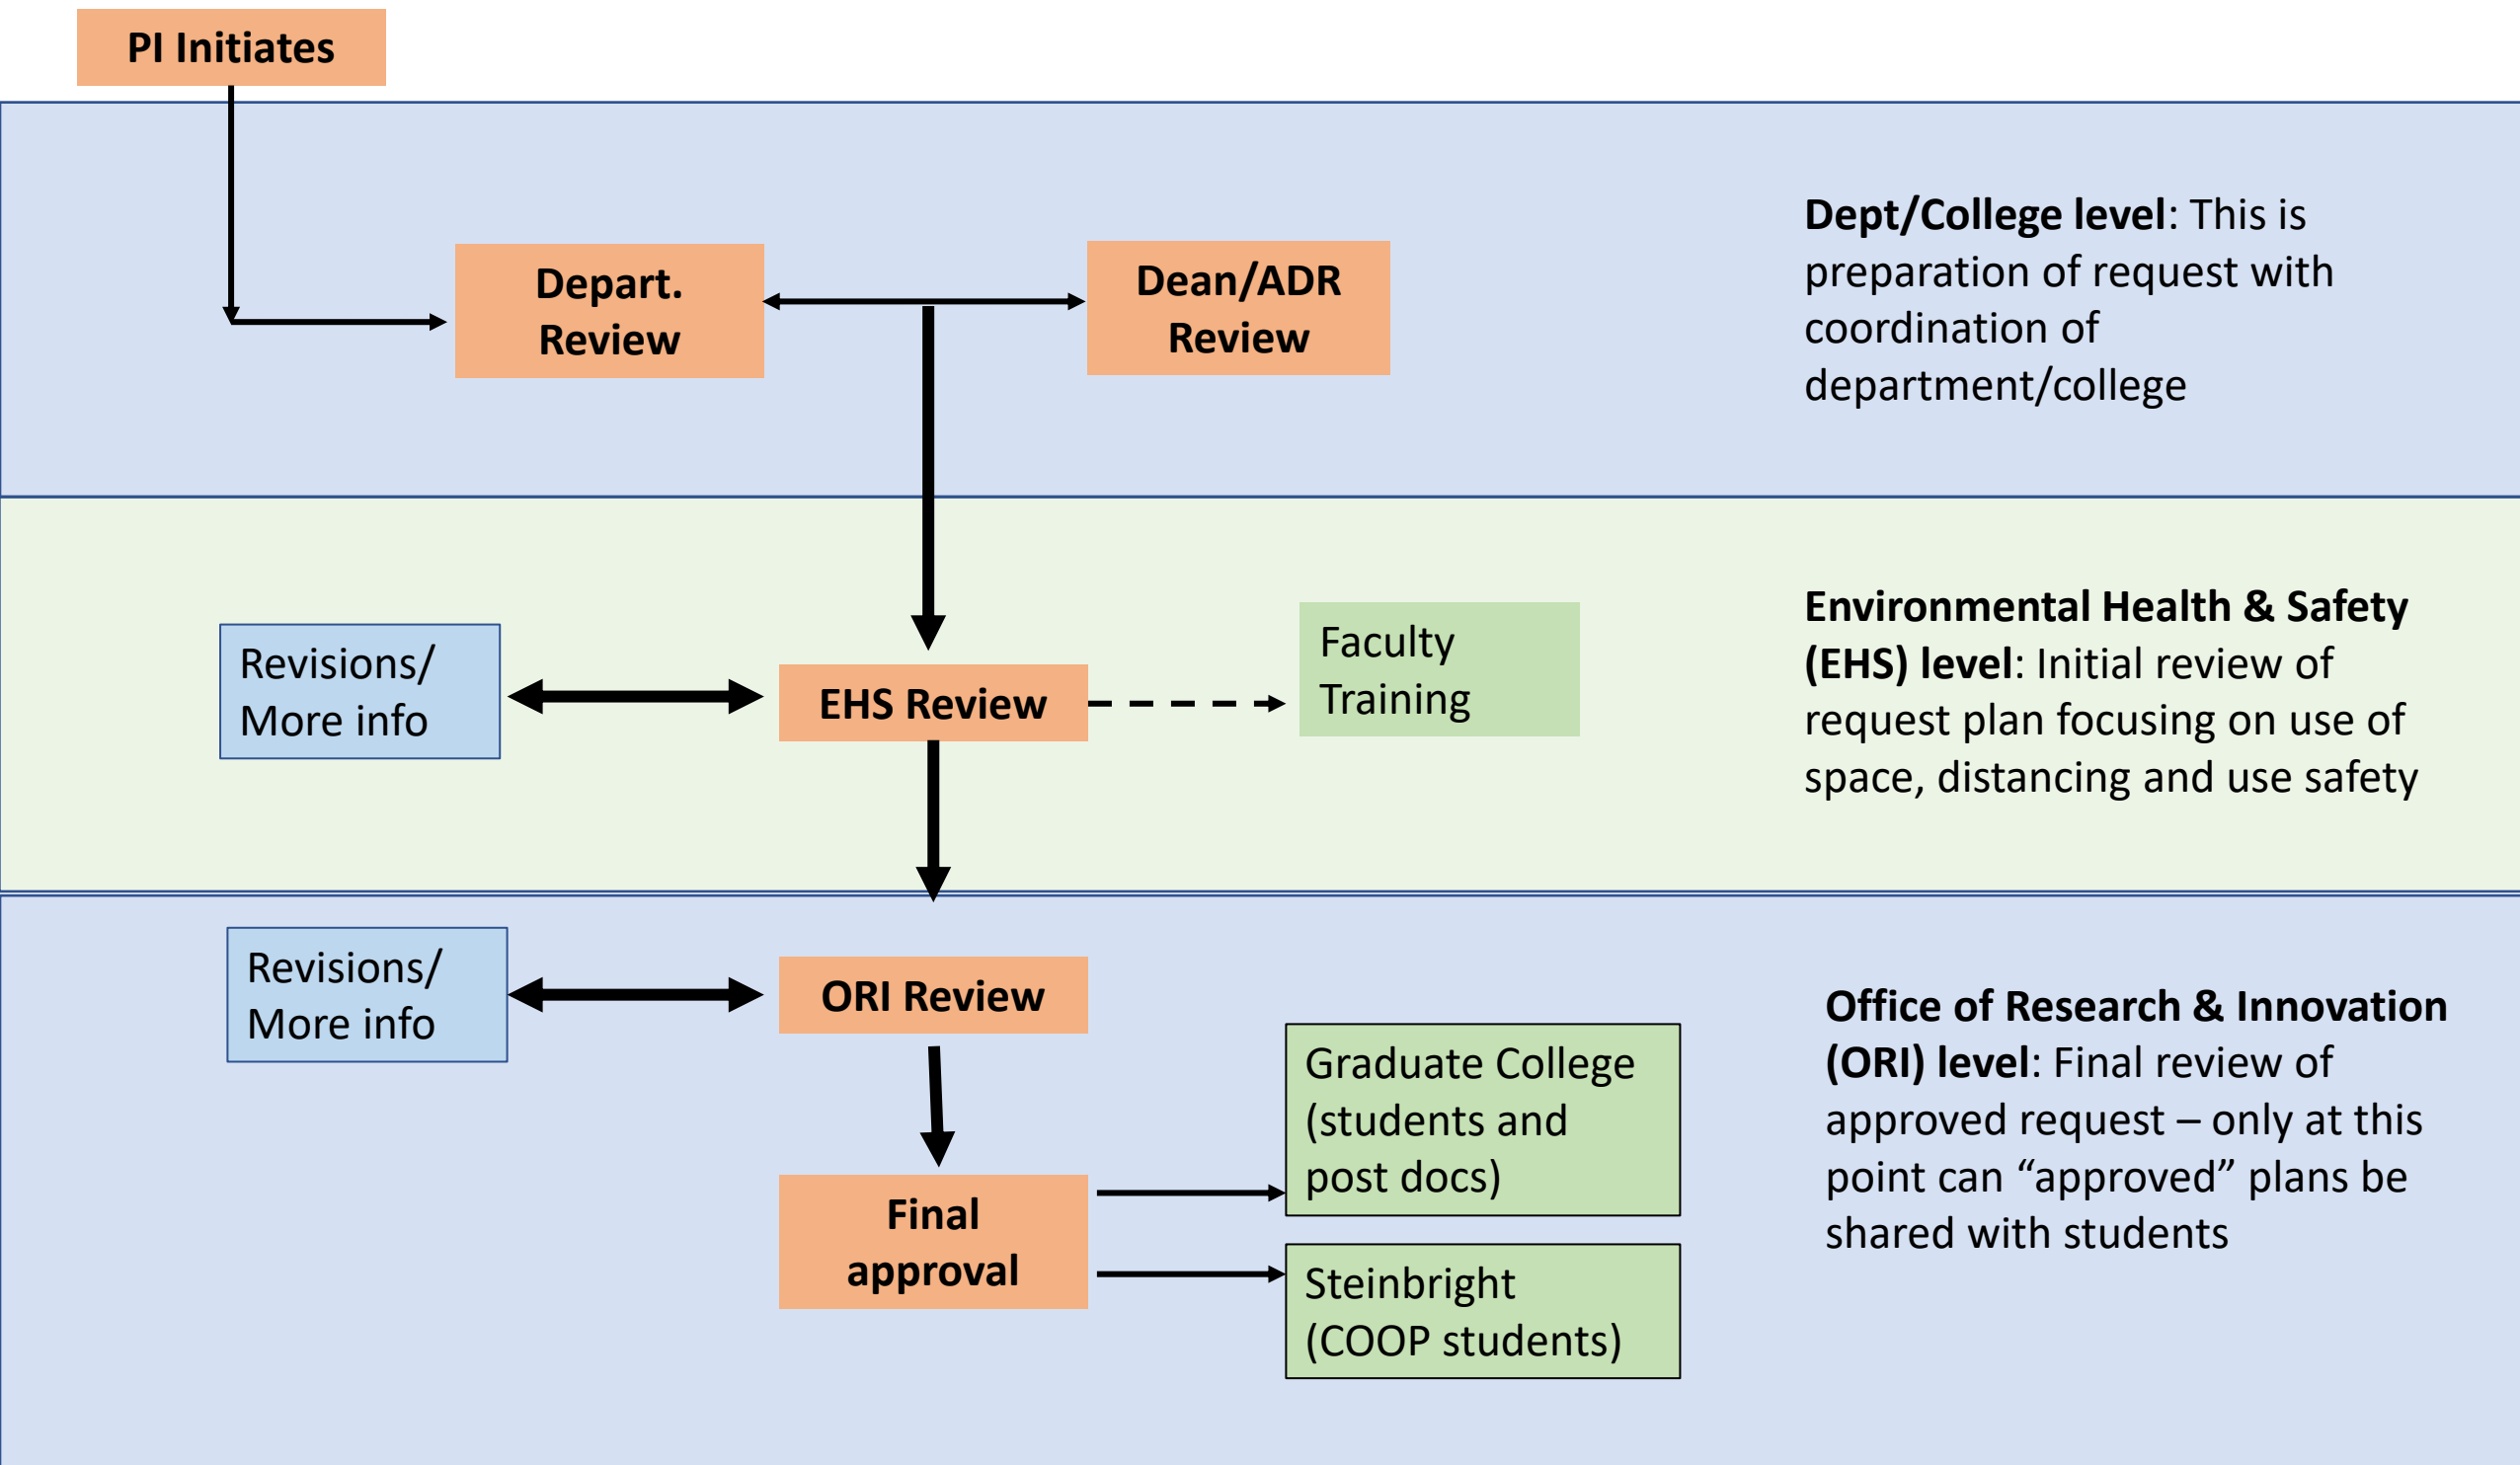 PI Initiates
Depart.
Review
Dean/ADR
Review
Dept/College level: This is
preparation of request with
coordination of
department/college
Revisions/
More info
EHS Review
Faculty
Training
Environmental Health & Safety
(EHS) level: Initial review of
request plan focusing on use of
space, distancing and use safety
Revisions/
More info
ORI Review
Final
approval
Graduate College
(students and
post docs)
Steinbright
(COOP students)
Office of Research & Innovation
(ORI) level: Final review of
approved request – only at this
point can “approved” plans be
shared with students